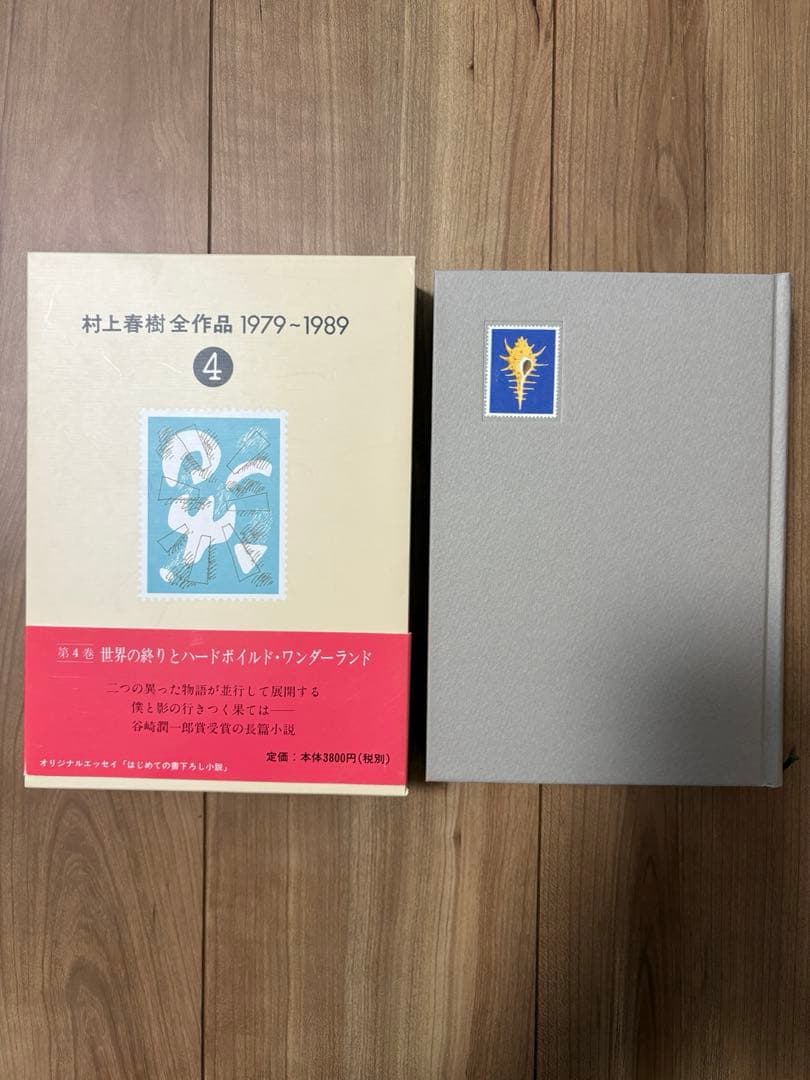 村上春樹 全作品 1979~1989
4
第4巻 世界の終りとハードボイルド・ワンダーランド
二つの異った物語が並行して展開する
僕と影の行きつく果ては──
谷崎潤一郎賞受賞の長篇小説
定価：本体3800円(税別)
オリジナルエッセイ「はじめての書下ろし小説」